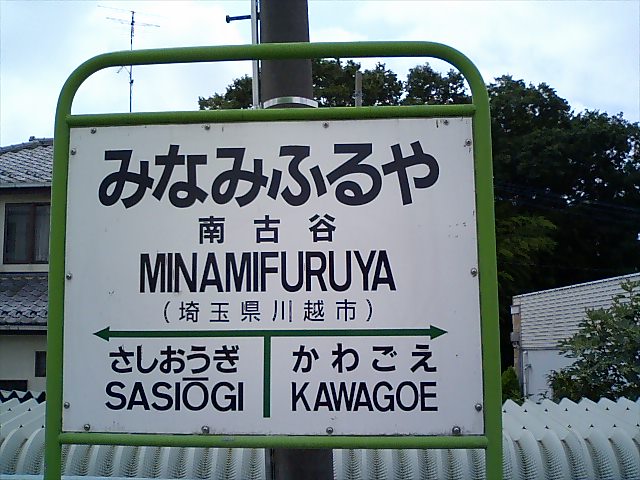 みなみふるや
南古谷
MINAMIFURUYA
(埼玉県川越市)
さしおうぎ かわごえ
SASIŌGI KAWAGOE